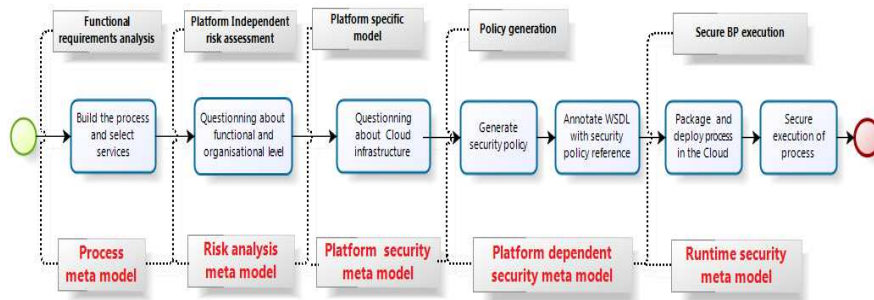 Functional
requirements analysis
Platform Independent
risk assessment
Platform specific
model
Policy generation
Secure BP execution
Build the process
and select
services
Questionning about
functional and
organisational level
Questionning
about Cloud
infrastructure
Generate
security policy
Annotate WSDL
with security
policy reference
Package and
deploy process
in the Cloud
Secure
execution of
process
Process
meta model
Risk analysis
meta model
Platform security
meta model
Platform dependent
security meta model
Runtime security
meta model